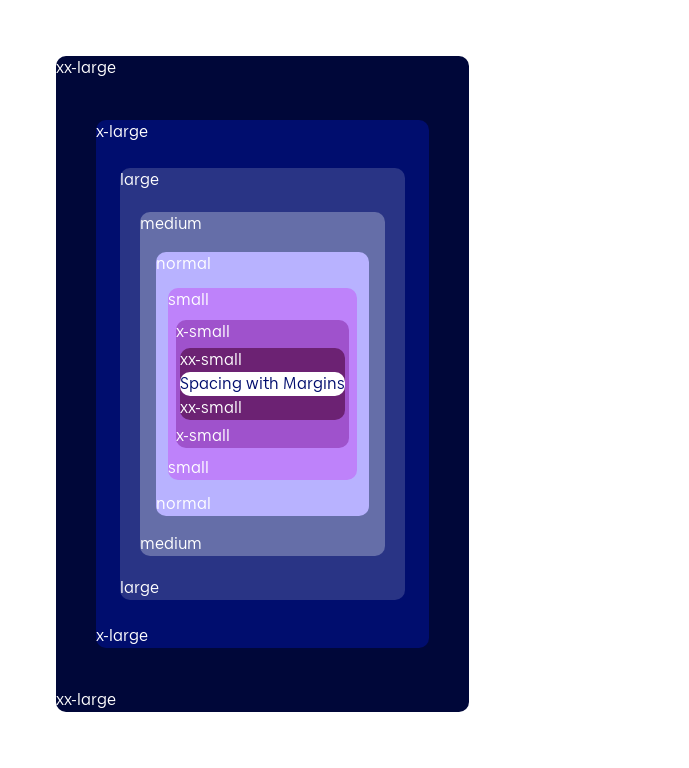 xx-large
x-large
large
medium
normal
small
x-small
xx-small
Spacing with Margins
xx-small
x-small
small
normal
medium
large
x-large
xx-large